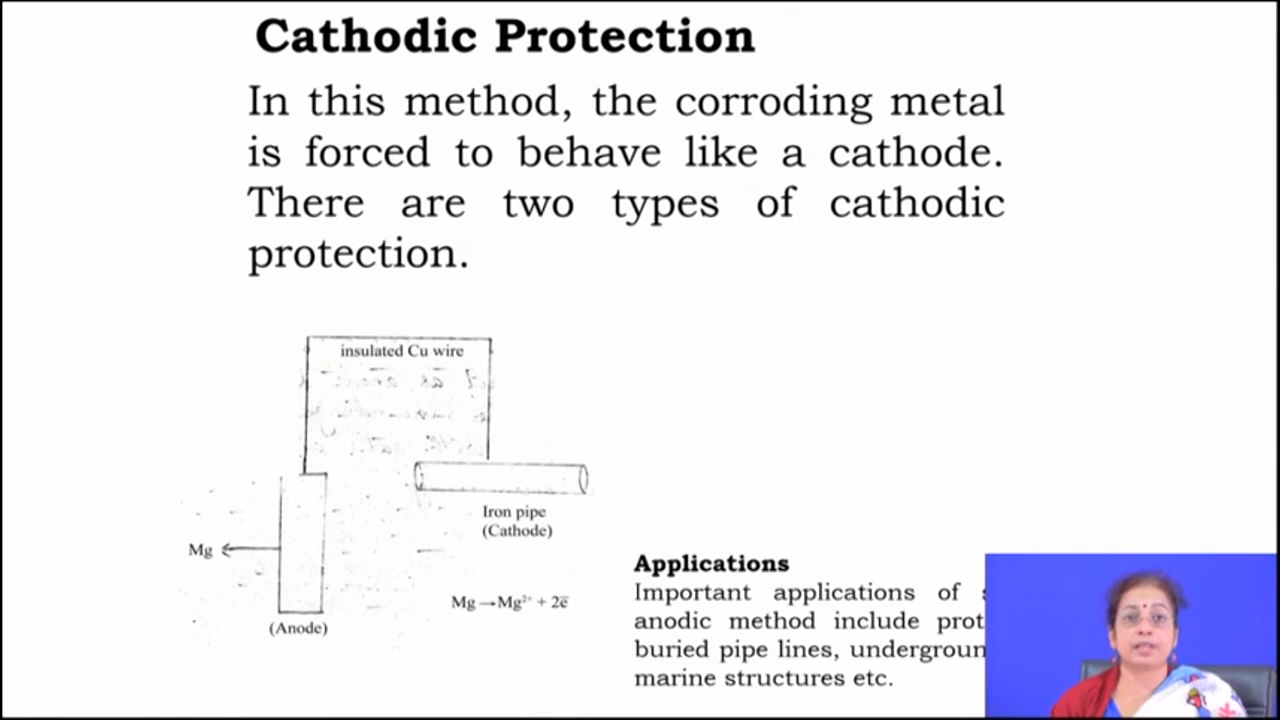 Cathodic Protection
In this method, the corroding metal
is forced to behave like a cathode.
There are two types of cathodic
protection.
insulated Cu wire
Iron pipe
(Cathode)
Mg
Mg → Mg²⁺ + 2ē
(Anode)
Applications
Important applications of
anodic method include
buried pipe lines,
marine structures etc.